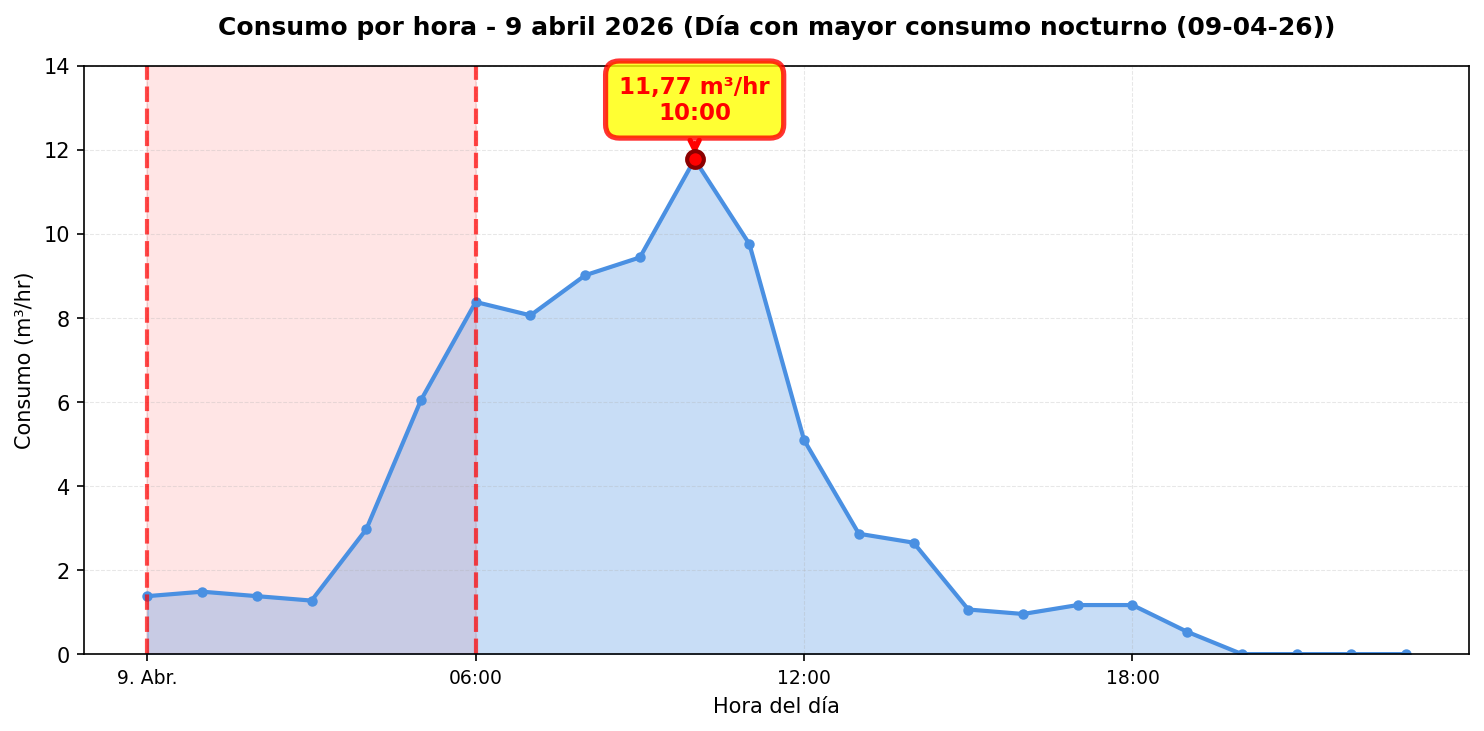 Consumo por hora - 9 abril 2026 (Día con mayor consumo nocturno (09-04-26))
11,77 m³/hr
10:00
Consumo (m³/hr)
14
12
10
8
6
4
2
0
9. Abr.
06:00
12:00
18:00
Hora del día